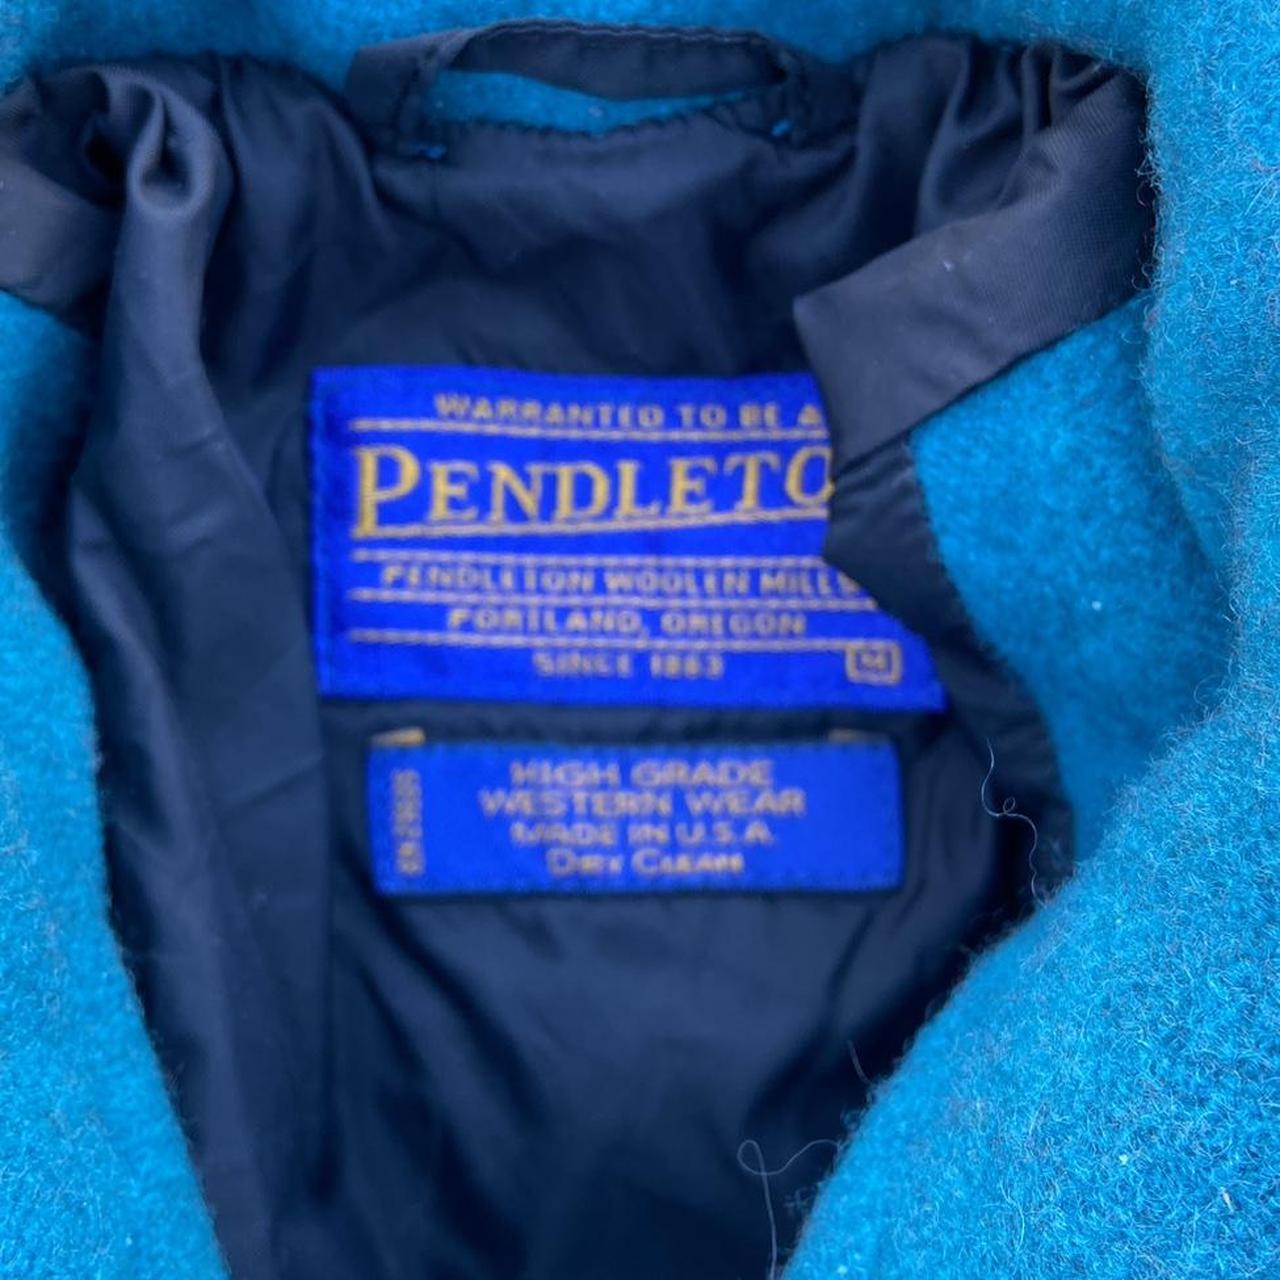 WARRANTED TO BE A
PENDLETO
PENDLETON WOOLEN MILLS
PORTLAND, OREGON
SINCE 1863
M
HIGH GRADE
WESTERN WEAR
MADE IN U.S.A.
DRY CLEAN